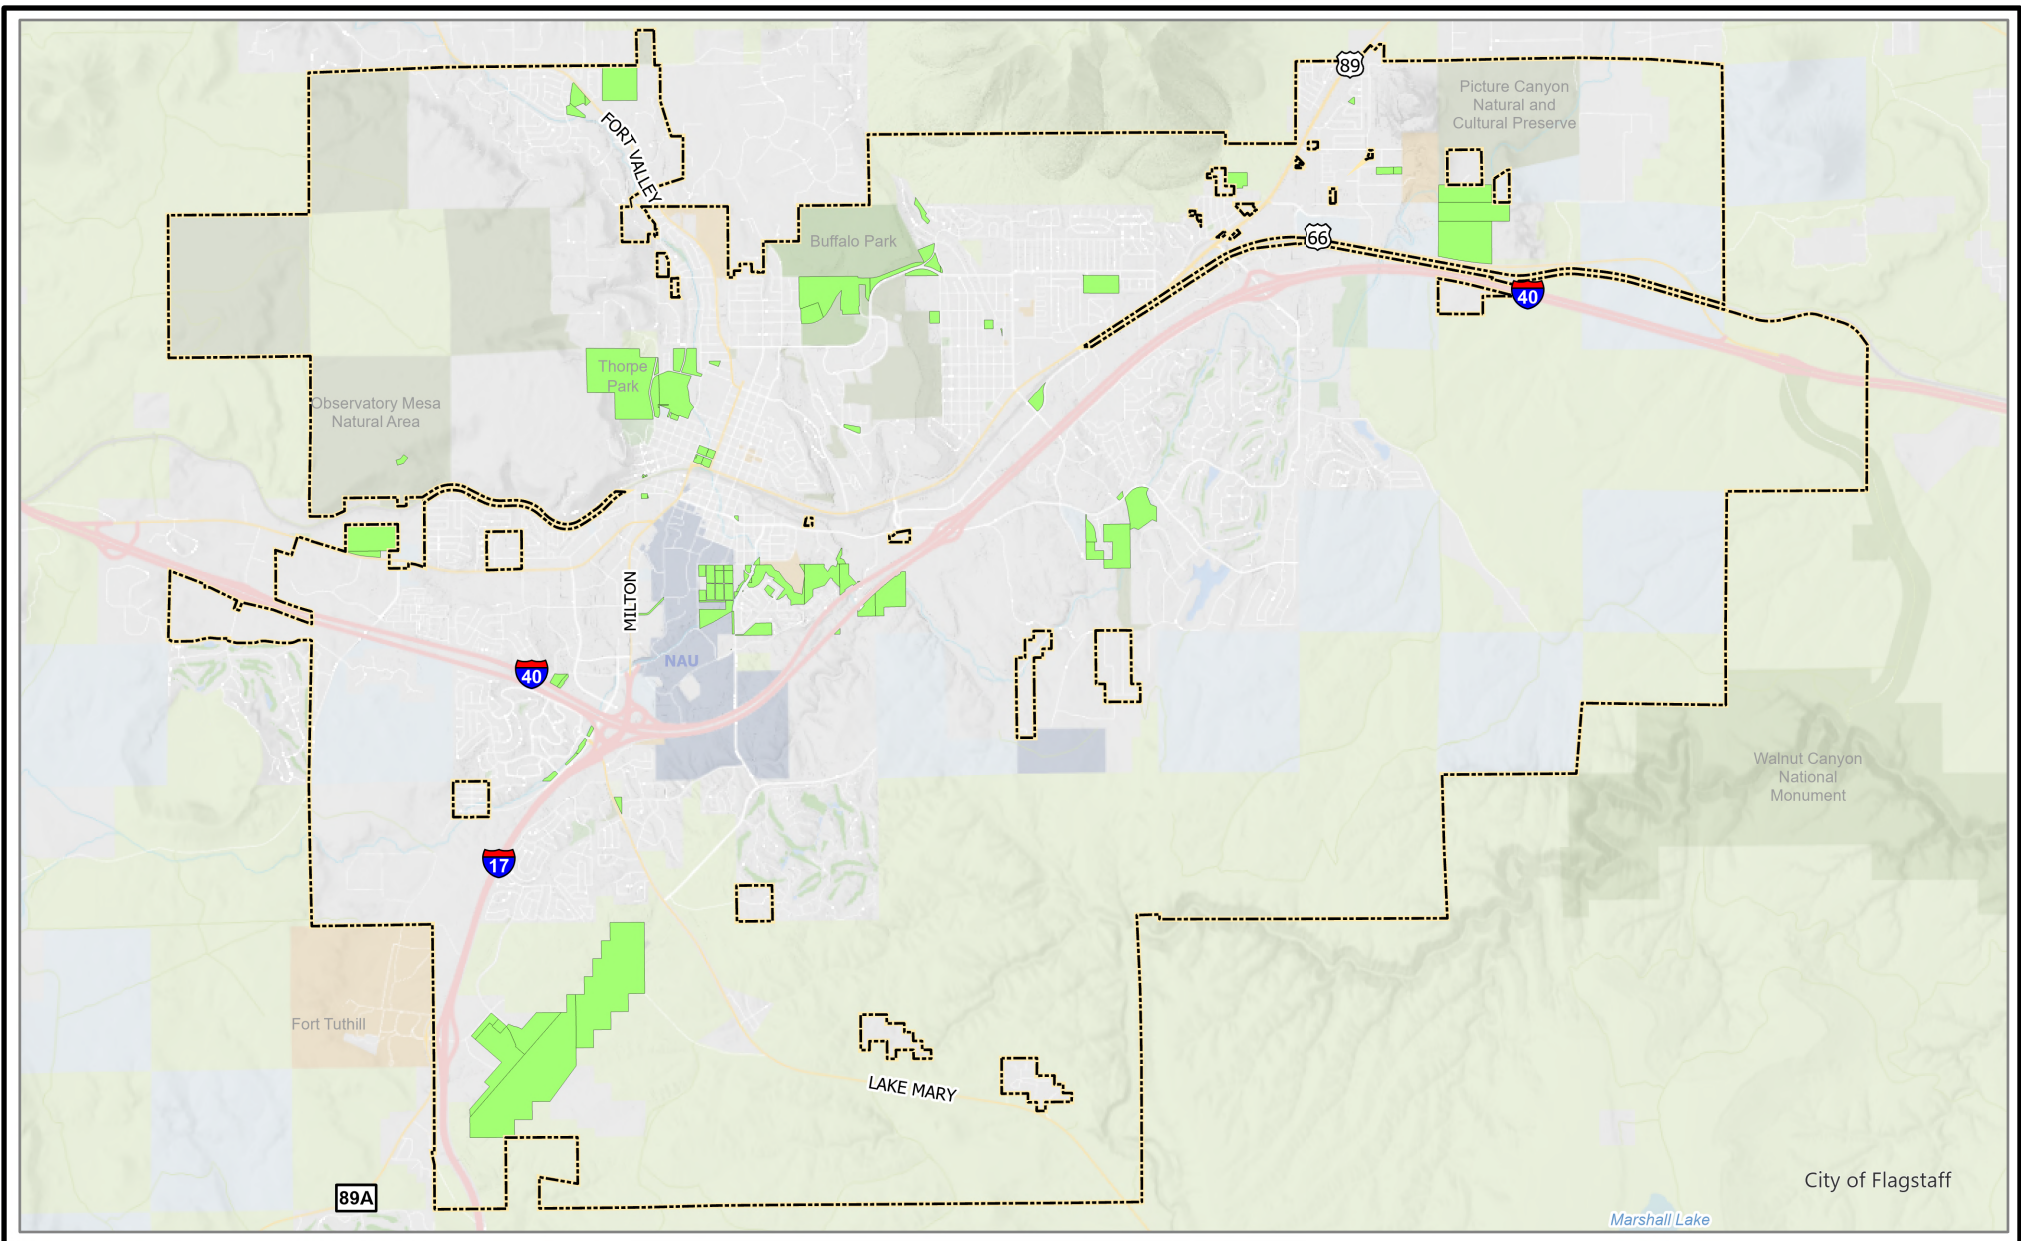 89
Picture Canyon
Natural and
Cultural Preserve
FORT VALLEY
Buffalo Park
66
40
Thorpe
Park
Observatory Mesa
Natural Area
MILTON
NAU
40
Walnut Canyon
National
Monument
17
Fort Tuthill
LAKE MARY
89A
City of Flagstaff
Marshall Lake